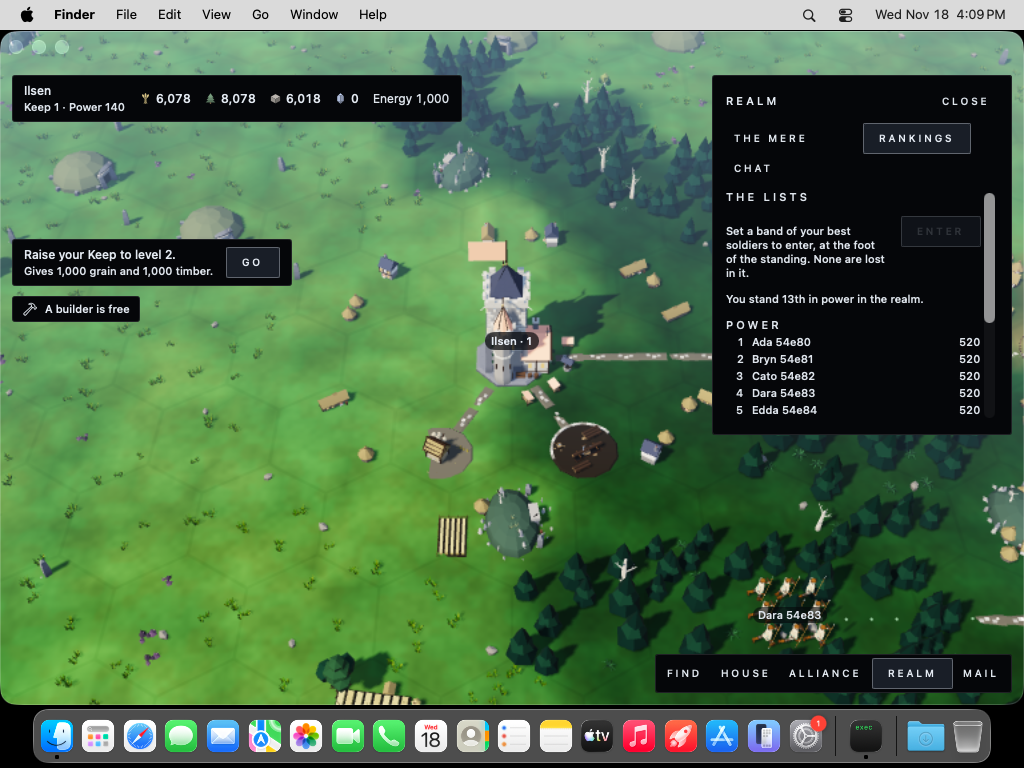 Finder File Edit View Go Window Help Wed Nov 18 4:09 PM
Ilsen
Keep 1 · Power 140
6,078 8,078 6,018 0 Energy 1,000
Raise your Keep to level 2.
Gives 1,000 grain and 1,000 timber.
GO
A builder is free
Ilsen · 1
REALM CLOSE
THE MERE RANKINGS
CHAT
THE LISTS
Set a band of your best
soldiers to enter, at the foot
of the standing. None are lost
in it.
ENTER
You stand 13th in power in the realm.
POWER
1 Ada 54e80 520
2 Bryn 54e81 520
3 Cato 54e82 520
4 Dara 54e83 520
5 Edda 54e84 520
Dara 54e83
FIND HOUSE ALLIANCE REALM MAIL
Wed
18
tv
1
exec